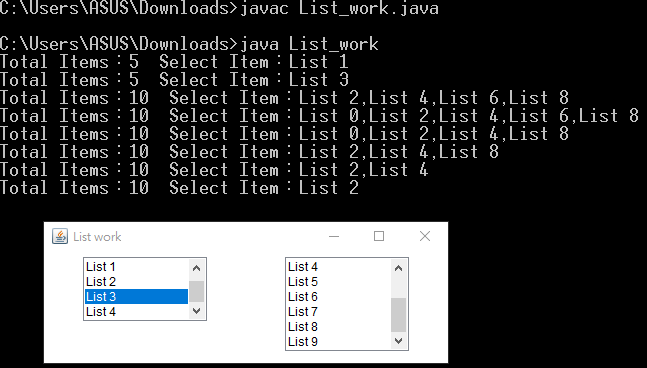 C:\Users\ASUS\Downloads>javac List_work.java
C:\Users\ASUS\Downloads>java List_work
Total Items：5  Select Item：List 1
Total Items：5  Select Item：List 3
Total Items：10  Select Item：List 2,List 4,List 6,List 8
Total Items：10  Select Item：List 0,List 2,List 4,List 6,List 8
Total Items：10  Select Item：List 0,List 2,List 4,List 8
Total Items：10  Select Item：List 2,List 4,List 8
Total Items：10  Select Item：List 2,List 4
Total Items：10  Select Item：List 2
List work
List 1
List 2
List 3
List 4
List 4
List 5
List 6
List 7
List 8
List 9